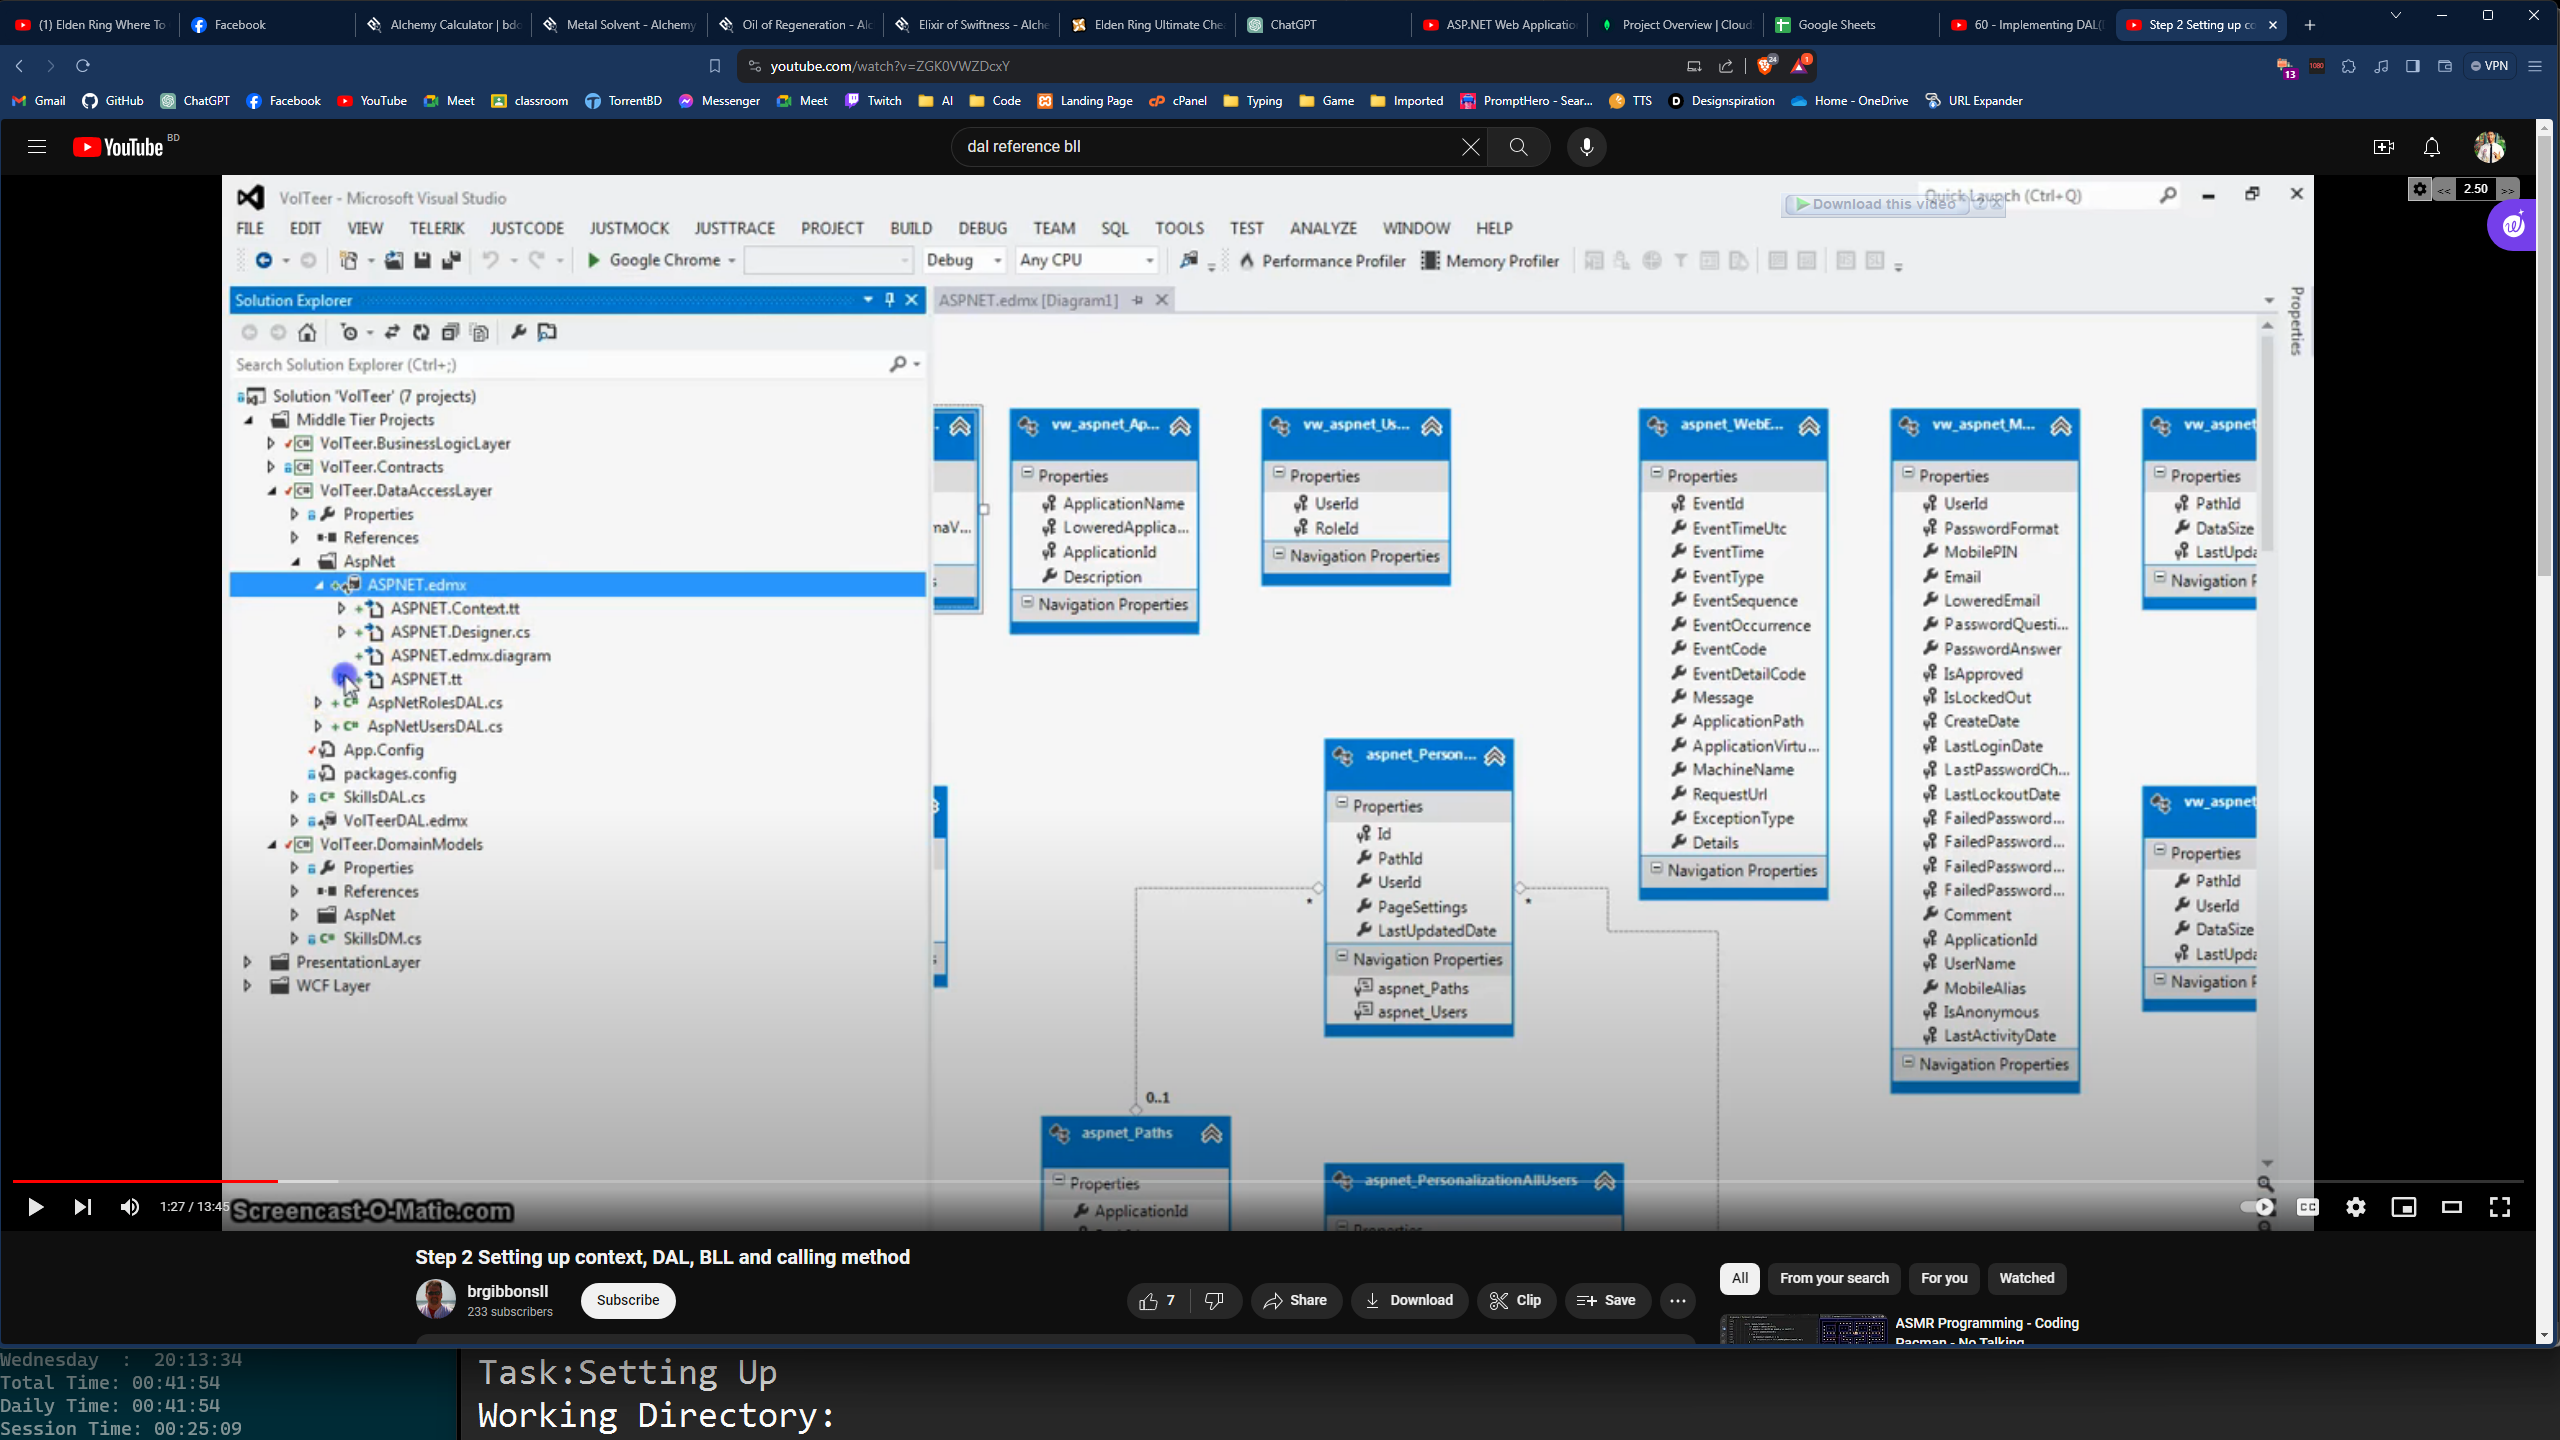 (1) Elden Ring Where To
Facebook
Alchemy Calculator | bdo
Metal Solvent - Alchemy
Oil of Regeneration - Alc
Elixir of Swiftness - Alche
Elden Ring Ultimate Che
ChatGPT
ASP.NET Web Application
Project Overview | Cloud
Google Sheets
60 - Implementing DAL(
Step 2 Setting up co
youtube.com/watch?v=ZGK0VWZDcxY
24
1
13
1080
VPN
Gmail
GitHub
ChatGPT
Facebook
YouTube
Meet
classroom
TorrentBD
Messenger
Meet
Twitch
AI
Code
Landing Page
cPanel
Typing
Game
Imported
PromptHero - Sear...
TTS
Designspiration
Home - OneDrive
URL Expander
YouTube BD
dal reference bll
VolTeer - Microsoft Visual Studio
Quick Launch (Ctrl+Q)
Download this video
<< 2.50 >>
FILE EDIT VIEW TELERIK JUSTCODE JUSTMOCK JUSTTRACE PROJECT BUILD DEBUG TEAM SQL TOOLS TEST ANALYZE WINDOW HELP
Google Chrome Debug Any CPU Performance Profiler Memory Profiler
Solution Explorer
Search Solution Explorer (Ctrl+;)
Solution 'VolTeer' (7 projects)
Middle Tier Projects
VolTeer.BusinessLogicLayer
VolTeer.Contracts
VolTeer.DataAccessLayer
Properties
References
AspNet
ASPNET.edmx
ASPNET.Context.tt
ASPNET.Designer.cs
ASPNET.edmx.diagram
ASPNET.tt
AspNetRolesDAL.cs
AspNetUsersDAL.cs
App.Config
packages.config
SkillsDAL.cs
VolTeerDAL.edmx
VolTeer.DomainModels
Properties
References
AspNet
SkillsDM.cs
PresentationLayer
WCF Layer
ASPNET.edmx [Diagram1]
Properties
maV...
vw_aspnet_Ap...
Properties
ApplicationName
LoweredApplica...
ApplicationId
Description
Navigation Properties
vw_aspnet_Us...
Properties
UserId
RoleId
Navigation Properties
aspnet_WebE...
Properties
EventId
EventTimeUtc
EventTime
EventType
EventSequence
EventOccurrence
EventCode
EventDetailCode
Message
ApplicationPath
ApplicationVirtu...
MachineName
RequestUrl
ExceptionType
Details
Navigation Properties
vw_aspnet_M...
Properties
UserId
PasswordFormat
MobilePIN
Email
LoweredEmail
PasswordQuesti...
PasswordAnswer
IsApproved
IsLockedOut
CreateDate
LastLoginDate
LastPasswordCh...
LastLockoutDate
FailedPassword...
FailedPassword...
FailedPassword...
FailedPassword...
Comment
ApplicationId
UserName
MobileAlias
IsAnonymous
LastActivityDate
Navigation Properties
vw_aspnet
Properties
PathId
DataSize
LastUpda
Navigation P
vw_aspnet
Properties
PathId
UserId
DataSize
LastUpda
Navigation P
aspnet_Person...
Properties
Id
PathId
UserId
PageSettings
LastUpdatedDate
Navigation Properties
aspnet_Paths
aspnet_Users
*
*
0..1
aspnet_Paths
Properties
ApplicationId
aspnet_PersonalizationAllUsers
Properties
1:27 / 13:45
Screencast-O-Matic.com
CC
Step 2 Setting up context, DAL, BLL and calling method
brgibbonsll
233 subscribers
Subscribe
7
Share
Download
Clip
Save
All
From your search
For you
Watched
ASMR Programming - Coding
Pacman - No Talking
Wednesday : 20:13:34
Total Time: 00:41:54
Daily Time: 00:41:54
Session Time: 00:25:09
Task:Setting Up
Working Directory: